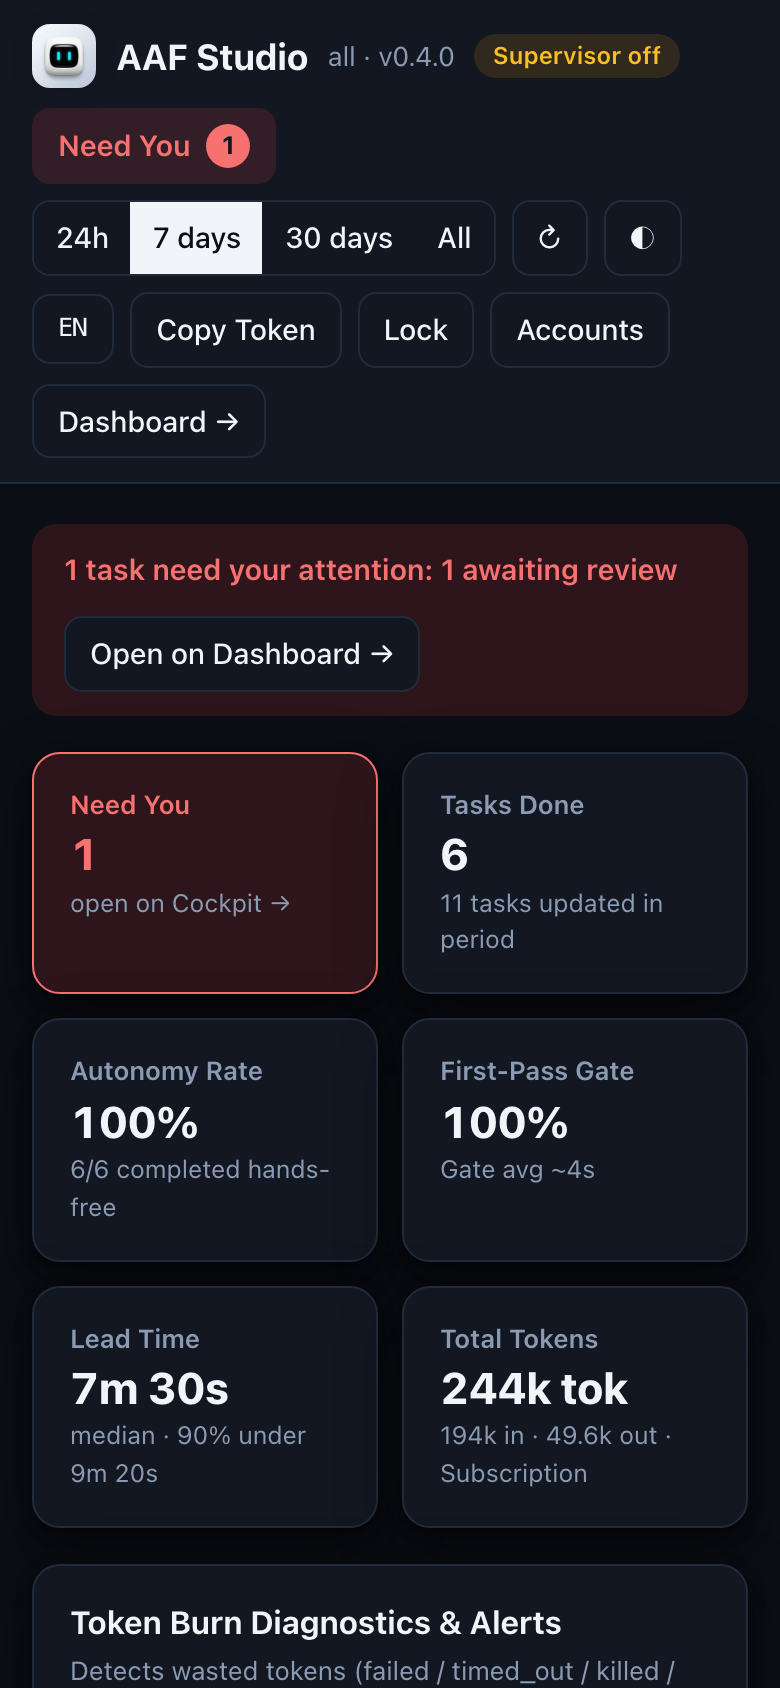 AAF Studio all · v0.4.0 Supervisor off
Need You 1
24h 7 days 30 days All ↻ ◐
EN Copy Token Lock Accounts
Dashboard →
1 task need your attention: 1 awaiting review
Open on Dashboard →
Need You
1
open on Cockpit →
Tasks Done
6
11 tasks updated in
period
Autonomy Rate
100%
6/6 completed hands-
free
First-Pass Gate
100%
Gate avg ~4s
Lead Time
7m 30s
median · 90% under
9m 20s
Total Tokens
244k tok
194k in · 49.6k out ·
Subscription
Token Burn Diagnostics & Alerts
Detects wasted tokens (failed / timed_out / killed /